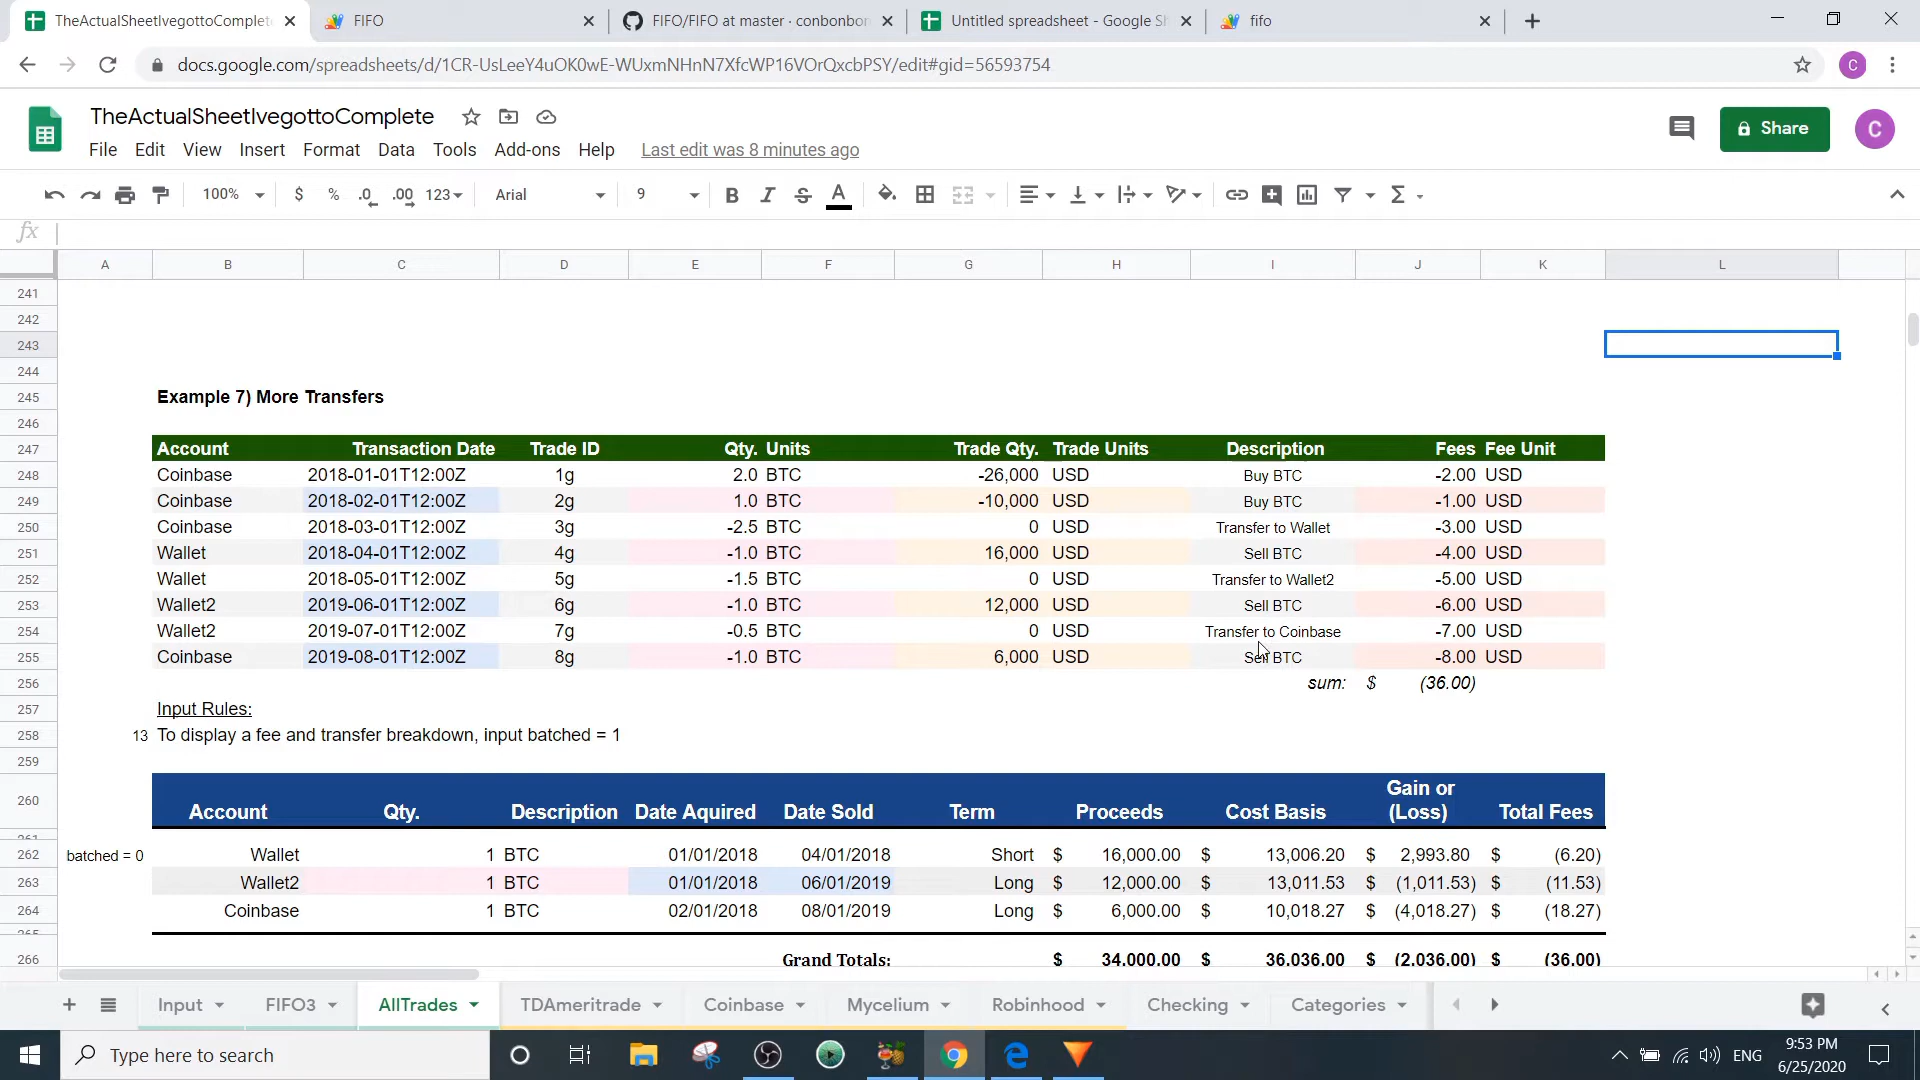 TheActualSheetIvegottoComplete
FIFO
FIFO/FIFO at master · conbonbon
Untitled spreadsheet - Google Sh
fifo
docs.google.com/spreadsheets/d/1CR-UsLeeY4uOK0wE-WUxmNHnN7XfcWP16VOrQxcbPSY/edit#gid=56593754
C
TheActualSheetIvegottoComplete
Share
C
File Edit View Insert Format Data Tools Add-ons Help Last edit was 8 minutes ago
100% $ % .0 .00 123 Arial 9 B I S A
fx
A B C D E F G H I J K L
241
242
243
244
245 Example 7) More Transfers
246
247 Account Transaction Date Trade ID Qty. Units Trade Qty. Trade Units Description Fees Fee Unit
248 Coinbase 2018-01-01T12:00Z 1g 2.0 BTC -26,000 USD Buy BTC -2.00 USD
249 Coinbase 2018-02-01T12:00Z 2g 1.0 BTC -10,000 USD Buy BTC -1.00 USD
250 Coinbase 2018-03-01T12:00Z 3g -2.5 BTC 0 USD Transfer to Wallet -3.00 USD
251 Wallet 2018-04-01T12:00Z 4g -1.0 BTC 16,000 USD Sell BTC -4.00 USD
252 Wallet 2018-05-01T12:00Z 5g -1.5 BTC 0 USD Transfer to Wallet2 -5.00 USD
253 Wallet2 2019-06-01T12:00Z 6g -1.0 BTC 12,000 USD Sell BTC -6.00 USD
254 Wallet2 2019-07-01T12:00Z 7g -0.5 BTC 0 USD Transfer to Coinbase -7.00 USD
255 Coinbase 2019-08-01T12:00Z 8g -1.0 BTC 6,000 USD Sell BTC -8.00 USD
256 sum: $ (36.00)
257 Input Rules:
258 13 To display a fee and transfer breakdown, input batched = 1
259
260 Account Qty. Description Date Aquired Date Sold Term Proceeds Cost Basis Gain or (Loss) Total Fees
261
262 batched = 0 Wallet 1 BTC 01/01/2018 04/01/2018 Short $ 16,000.00 $ 13,006.20 $ 2,993.80 $ (6.20)
263 Wallet2 1 BTC 01/01/2018 06/01/2019 Long $ 12,000.00 $ 13,011.53 $ (1,011.53) $ (11.53)
264 Coinbase 1 BTC 02/01/2018 08/01/2019 Long $ 6,000.00 $ 10,018.27 $ (4,018.27) $ (18.27)
265
266 Grand Totals: $ 34,000.00 $ 36,036.00 $ (2,036.00) $ (36.00)
Input FIFO3 AllTrades TDAmeritrade Coinbase Mycelium Robinhood Checking Categories
Type here to search
ENG
9:53 PM
6/25/2020